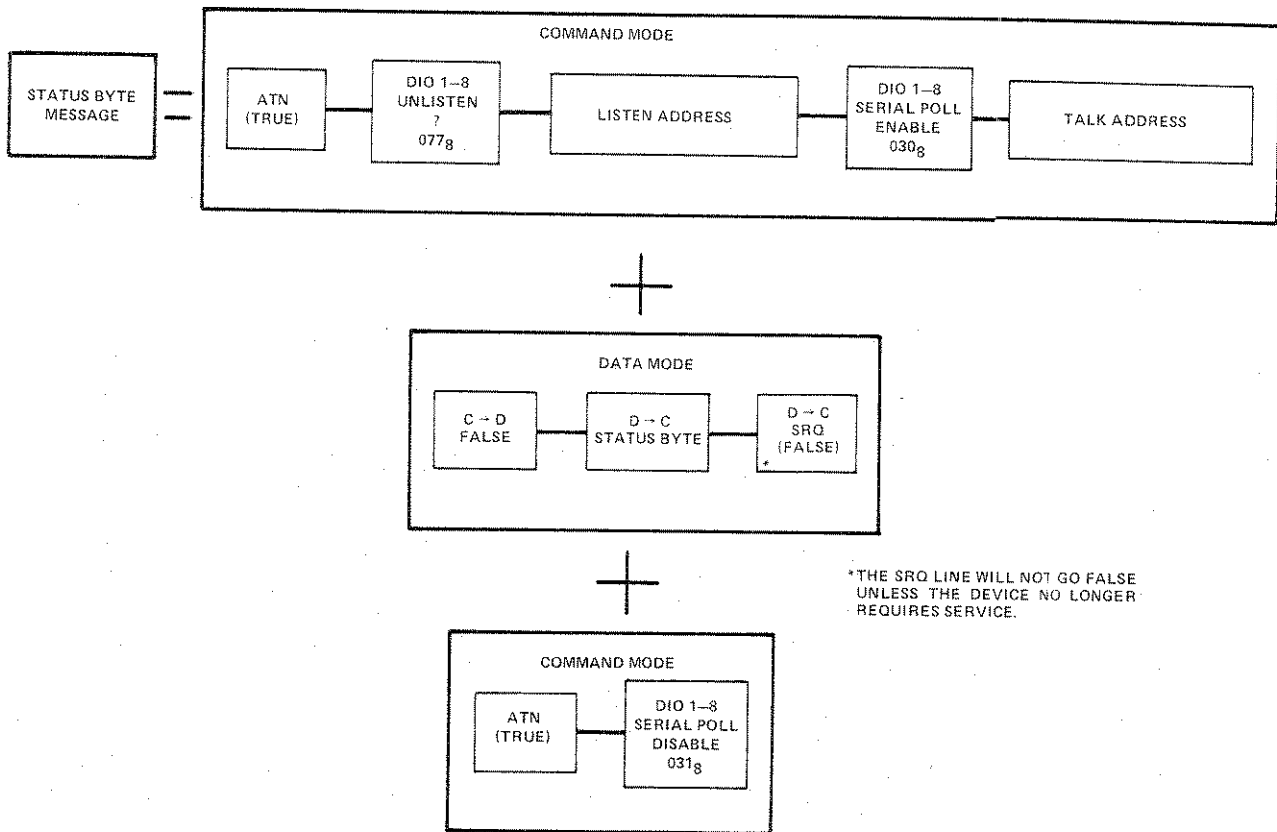 STATUS BYTE
MESSAGE
COMMAND MODE
ATN
(TRUE)
DIO 1–8
UNLISTEN
?
077₈
LISTEN ADDRESS
DIO 1–8
SERIAL POLL
ENABLE
030₈
TALK ADDRESS
DATA MODE
C → D
FALSE
D → C
STATUS BYTE
D → C
SRQ
(FALSE)
*
*THE SRQ LINE WILL NOT GO FALSE
UNLESS THE DEVICE NO LONGER
REQUIRES SERVICE.
COMMAND MODE
ATN
(TRUE)
DIO 1–8
SERIAL POLL
DISABLE
031₈